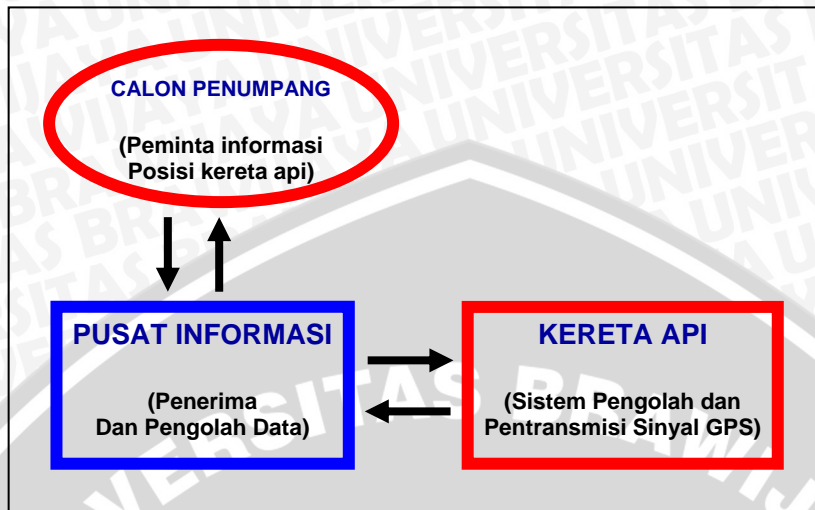 CALON PENUMPANG
(Peminta informasi
Posisi kereta api)
PUSAT INFORMASI
(Penerima
Dan Pengolah Data)
KERETA API
(Sistem Pengolah dan
Pentransmisi Sinyal GPS)